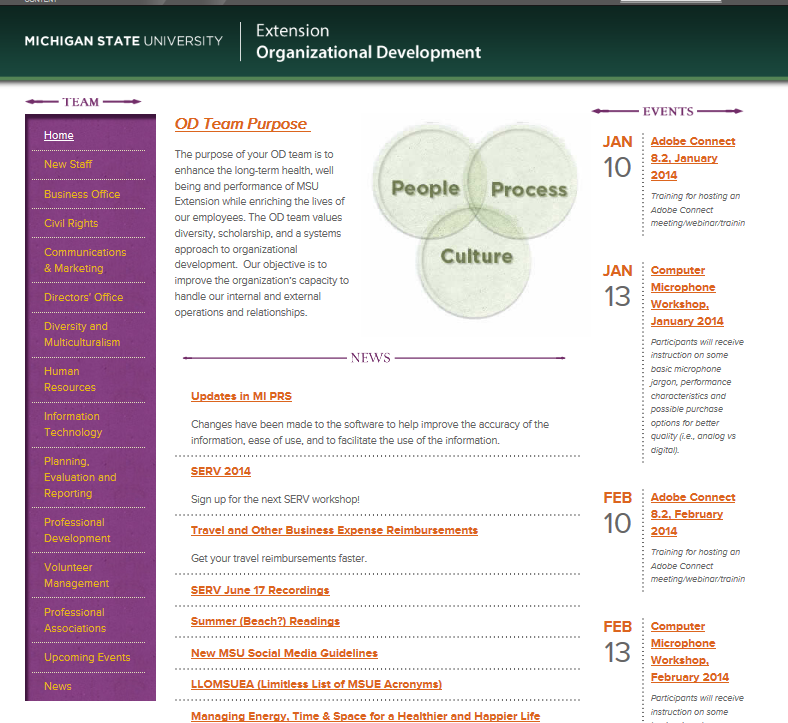 MICHIGAN STATE UNIVERSITY
Extension
Organizational Development
TEAM
Home
New Staff
Business Office
Civil Rights
Communications
& Marketing
Directors' Office
Diversity and
Multiculturalism
Human
Resources
Information
Technology
Planning,
Evaluation and
Reporting
Professional
Development
Volunteer
Management
Professional
Associations
Upcoming Events
News
OD Team Purpose
The purpose of your OD team is to
enhance the long-term health, well
being and performance of MSU
Extension while enriching the lives of
our employees. The OD team values
diversity, scholarship, and a systems
approach to organizational
development. Our objective is to
improve the organization's capacity to
handle our internal and external
operations and relationships.
People
Process
Culture
NEWS
Updates in MI PRS
Changes have been made to the software to help improve the accuracy of the
information, ease of use, and to facilitate the use of the information.
SERV 2014
Sign up for the next SERV workshop!
Travel and Other Business Expense Reimbursements
Get your travel reimbursements faster.
SERV June 17 Recordings
Summer (Beach?) Readings
New MSU Social Media Guidelines
LLOMSUEA (Limitless List of MSUE Acronyms)
Managing Energy, Time & Space for a Healthier and Happier Life
EVENTS
JAN
10
Adobe Connect
8.2, January
2014
Training for hosting an
Adobe Connect
meeting/webinar/trainin
JAN
13
Computer
Microphone
Workshop,
January 2014
Participants will receive
instruction on some
basic microphone
jargon, performance
characteristics and
possible purchase
options for better
quality (i.e., analog vs
digital).
FEB
10
Adobe Connect
8.2, February
2014
Training for hosting an
Adobe Connect
meeting/webinar/trainin
FEB
13
Computer
Microphone
Workshop,
February 2014
Participants will receive
instruction on some